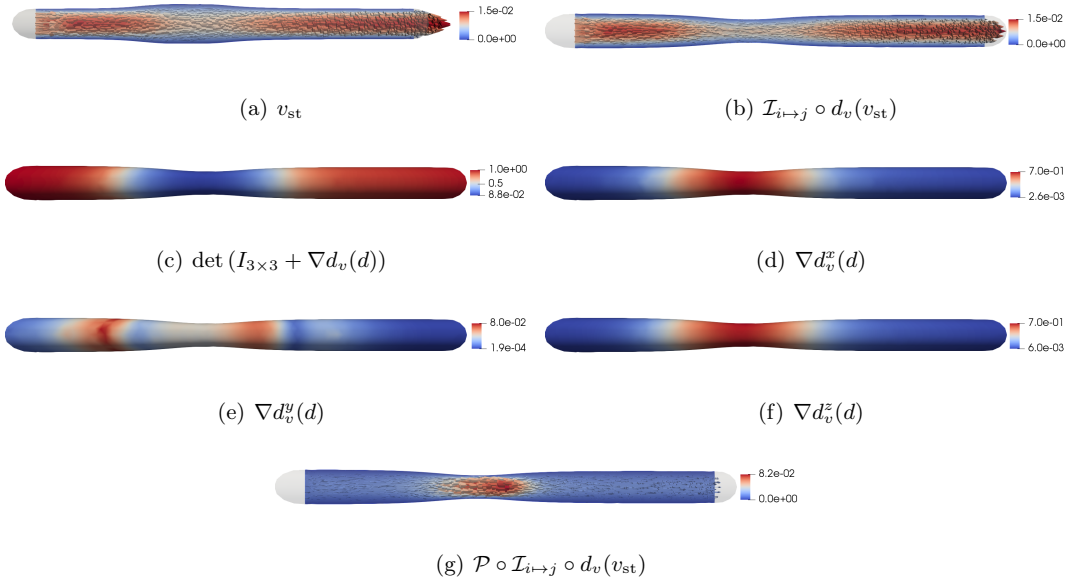 1.5e-02
0.0e+00
1.5e-02
0.0e+00
(a) v_st
(b) 𝓘_{i↦j} ∘ d_v(v_st)
1.0e+00
0.5
8.8e-02
7.0e-01
2.6e-03
(c) det (I_{3×3} + ∇d_v(d))
(d) ∇d_v^x(d)
8.0e-02
1.9e-04
7.0e-01
6.0e-03
(e) ∇d_v^y(d)
(f) ∇d_v^z(d)
8.2e-02
0.0e+00
(g) 𝓟 ∘ 𝓘_{i↦j} ∘ d_v(v_st)